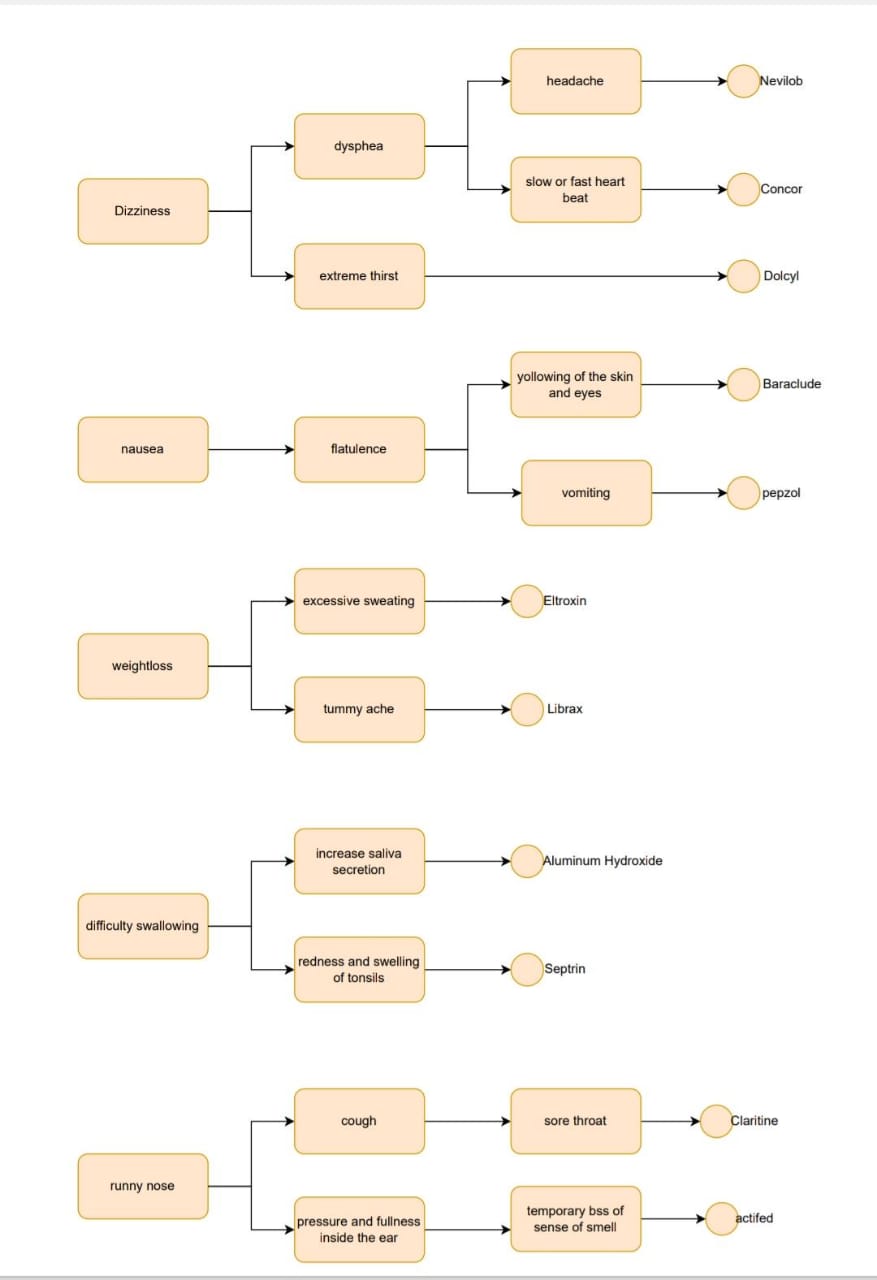 headache
Nevilob
dysphea
slow or fast heart
beat
Concor
Dizziness
extreme thirst
Dolcyl
yollowing of the skin
and eyes
Baraclude
nausea
flatulence
vomiting
pepzol
excessive sweating
Eltroxin
weightloss
tummy ache
Librax
increase saliva
secretion
Aluminum Hydroxide
difficulty swallowing
redness and swelling
of tonsils
Septrin
cough
sore throat
Claritine
runny nose
pressure and fullness
inside the ear
temporary bss of
sense of smell
actifed